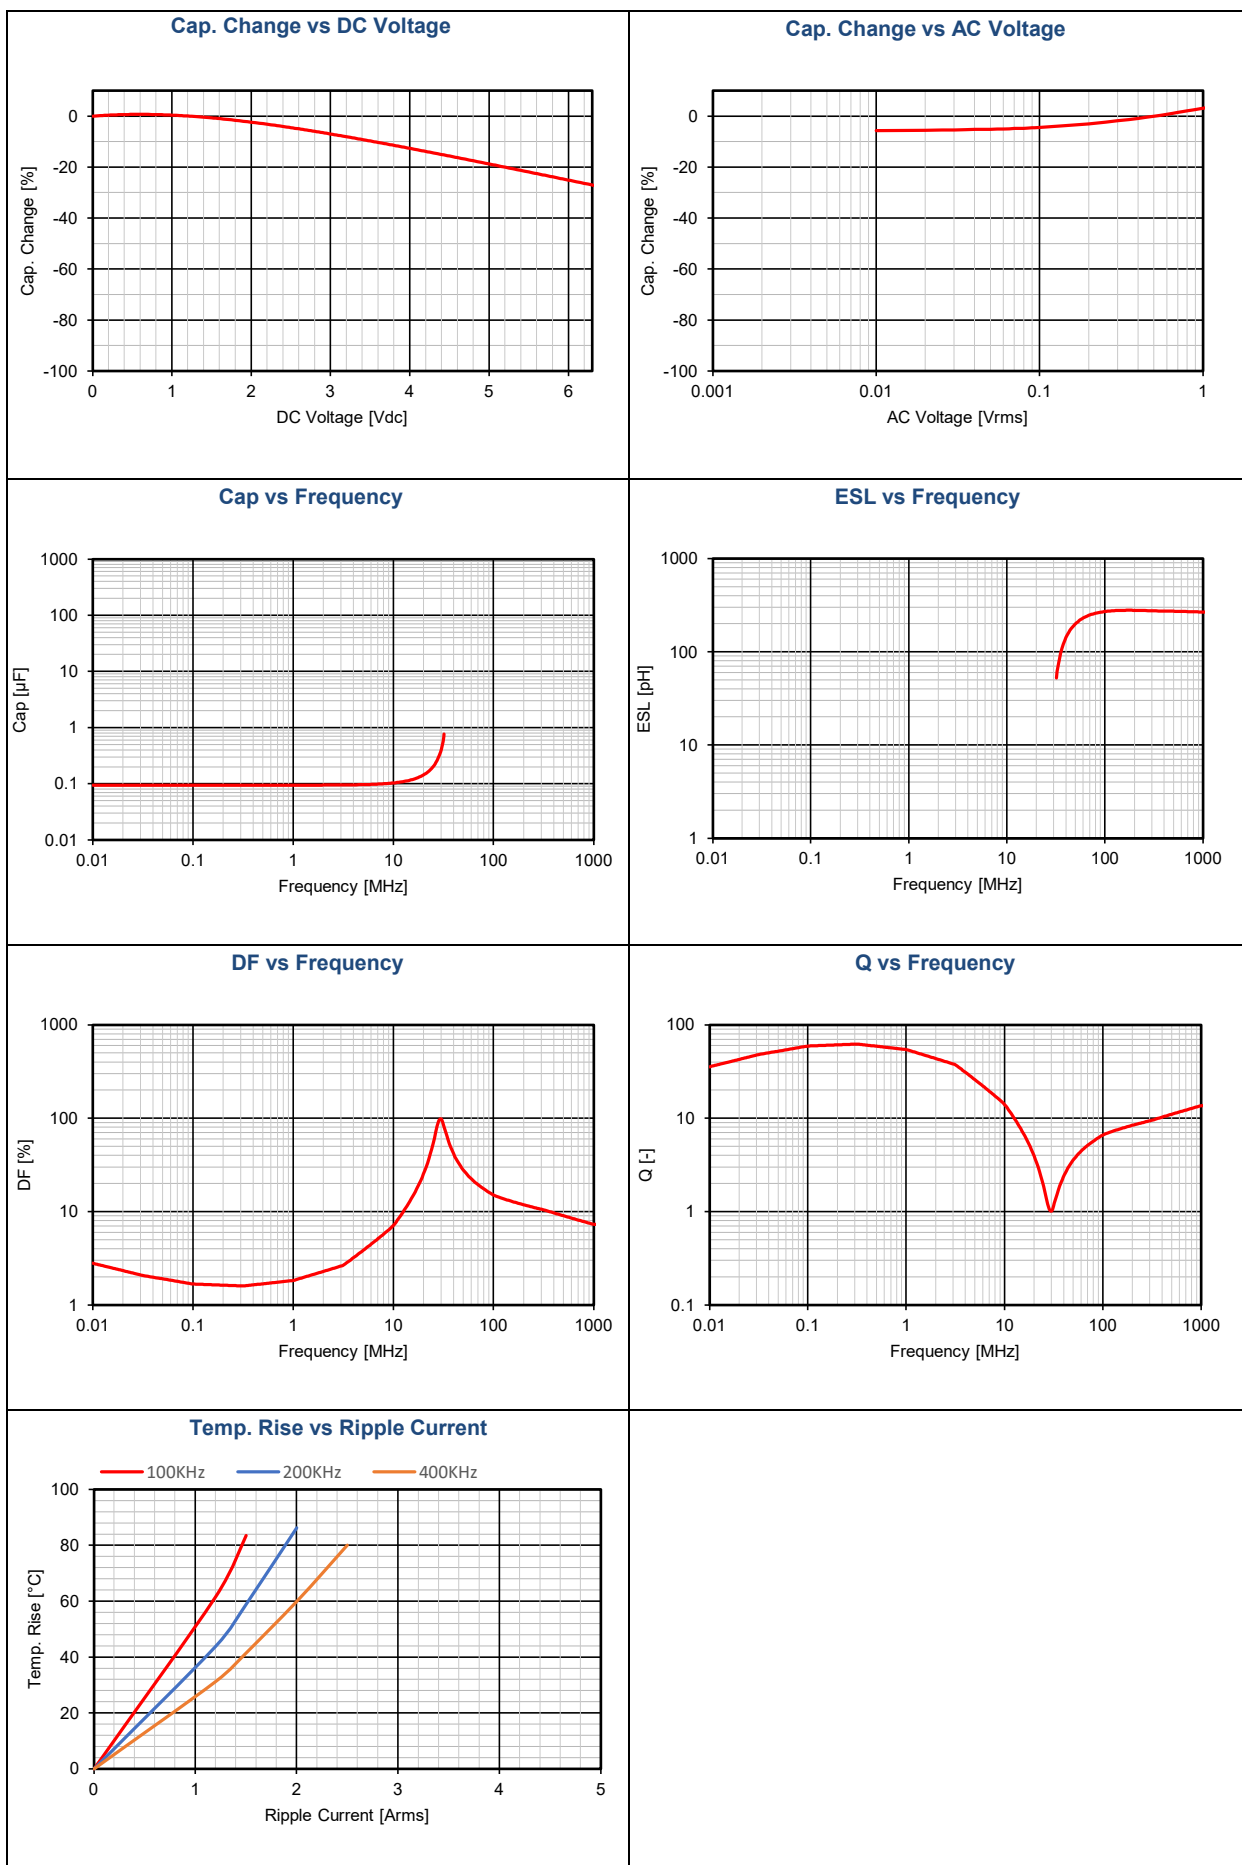 Cap. Change vs DC Voltage
Cap. Change [%]
0
-20
-40
-60
-80
-100
0 1 2 3 4 5 6
DC Voltage [Vdc]
Cap. Change vs AC Voltage
Cap. Change [%]
0
-20
-40
-60
-80
-100
0.001 0.01 0.1 1
AC Voltage [Vrms]
Cap vs Frequency
Cap [µF]
1000
100
10
1
0.1
0.01
0.01 0.1 1 10 100 1000
Frequency [MHz]
ESL vs Frequency
ESL [pH]
1000
100
10
1
0.01 0.1 1 10 100 1000
Frequency [MHz]
DF vs Frequency
DF [%]
1000
100
10
1
0.01 0.1 1 10 100 1000
Frequency [MHz]
Q vs Frequency
Q [-]
100
10
1
0.1
0.01 0.1 1 10 100 1000
Frequency [MHz]
Temp. Rise vs Ripple Current
100KHz 200KHz 400KHz
Temp. Rise [°C]
100
80
60
40
20
0
0 1 2 3 4 5
Ripple Current [Arms]